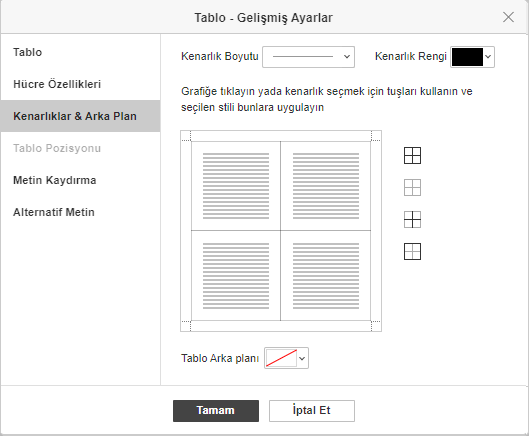 Tablo - Gelişmiş Ayarlar
Tablo
Hücre Özellikleri
Kenarlıklar & Arka Plan
Tablo Pozisyonu
Metin Kaydırma
Alternatif Metin
Kenarlık Boyutu
Kenarlık Rengi
Grafiğe tıklayın yada kenarlık seçmek için tuşları kullanın ve
seçilen stili bunlara uygulayın
Tablo Arka planı
Tamam
İptal Et